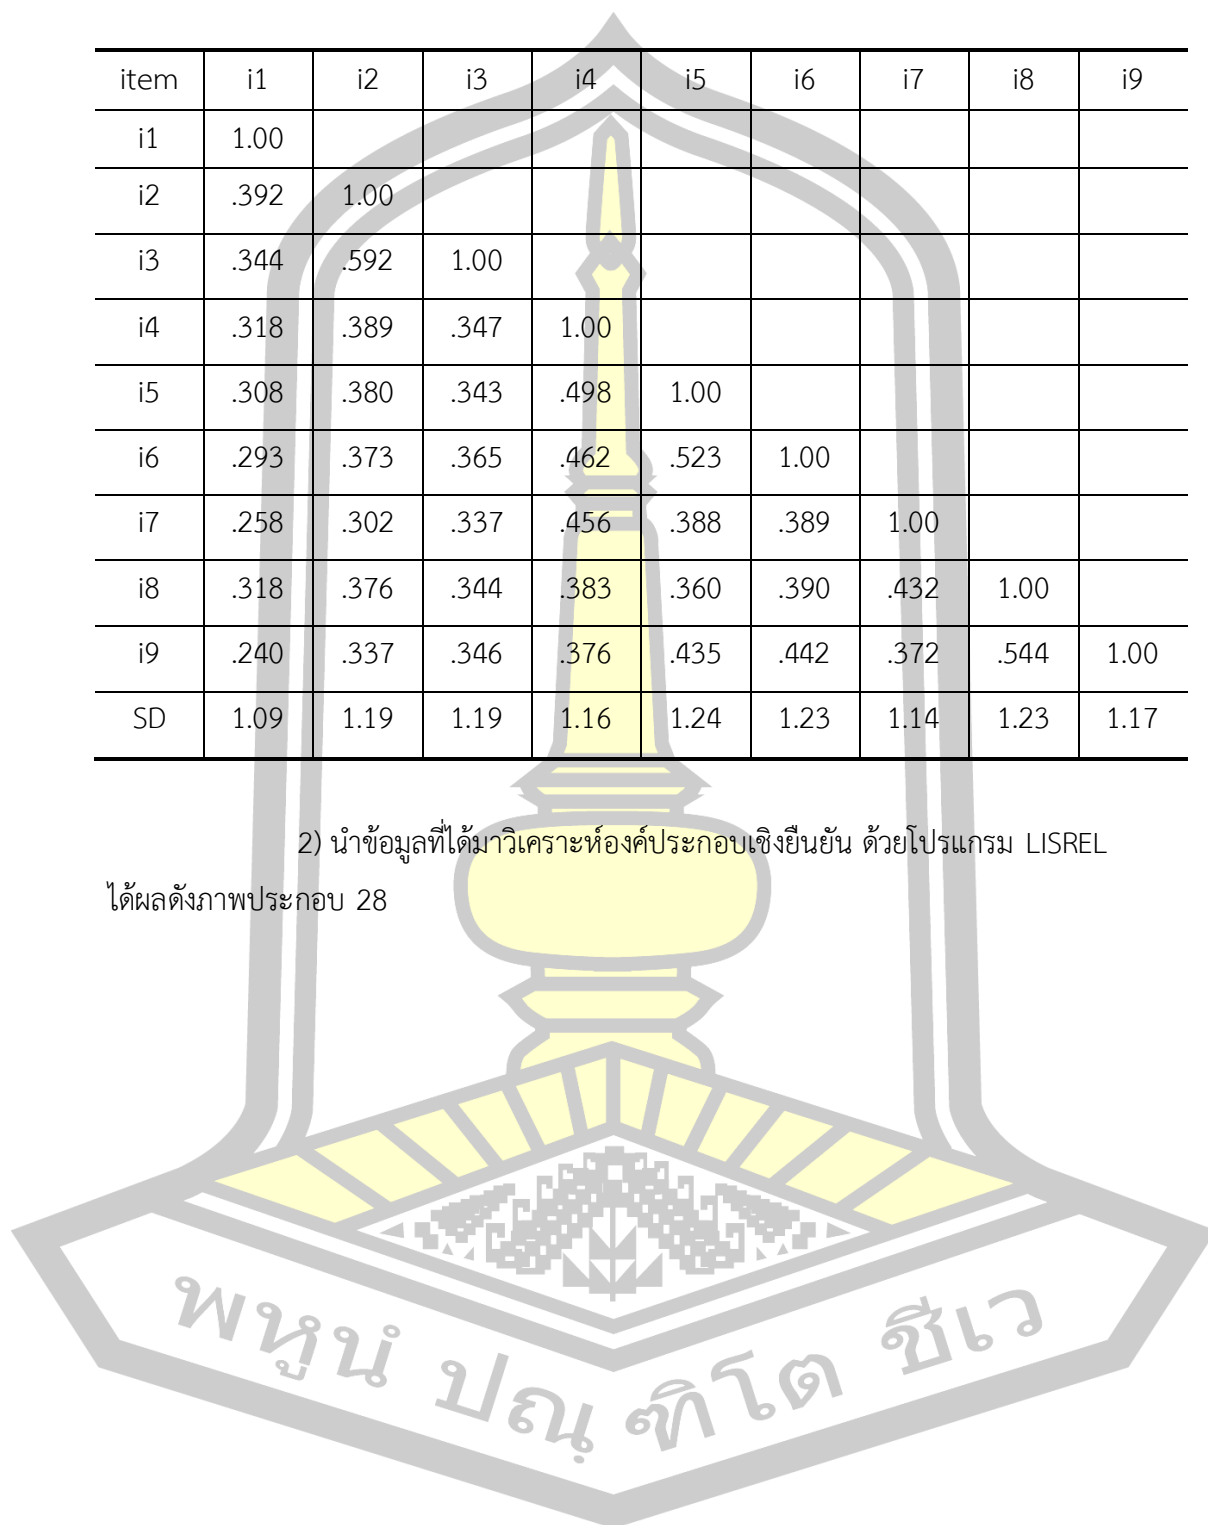 item i1 i2 i3 i4 i5 i6 i7 i8 i9
i1 1.00
i2 .392 1.00
i3 .344 .592 1.00
i4 .318 .389 .347 1.00
i5 .308 .380 .343 .498 1.00
i6 .293 .373 .365 .462 .523 1.00
i7 .258 .302 .337 .456 .388 .389 1.00
i8 .318 .376 .344 .383 .360 .390 .432 1.00
i9 .240 .337 .346 .376 .435 .442 .372 .544 1.00
SD 1.09 1.19 1.19 1.16 1.24 1.23 1.14 1.23 1.17
2) นำข้อมูลที่ได้มาวิเคราะห์องค์ประกอบเชิงยืนยัน ด้วยโปรแกรม LISREL
ได้ผลดังภาพประกอบ 28
พหูนํ ปณฺฑิโต ชีเว